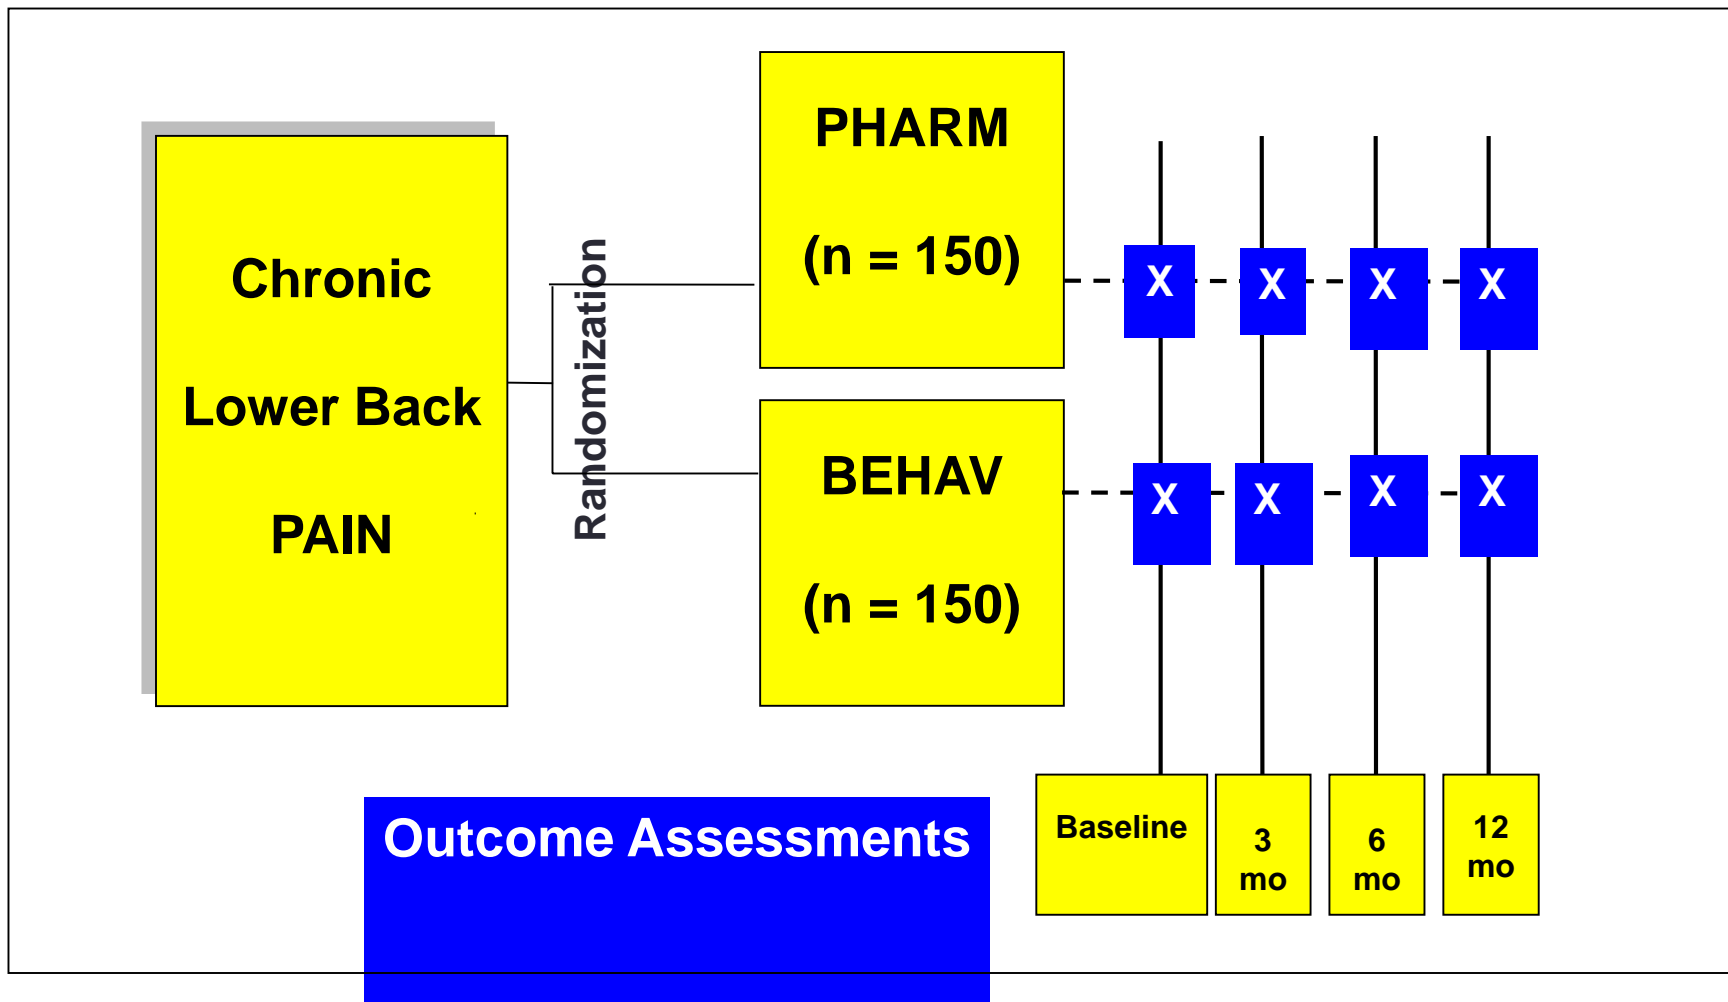 Chronic
Lower Back
PAIN
Randomization
PHARM
(n = 150)
BEHAV
(n = 150)
X X X X
X X X X
Outcome Assessments
Baseline
3
mo
6
mo
12
mo